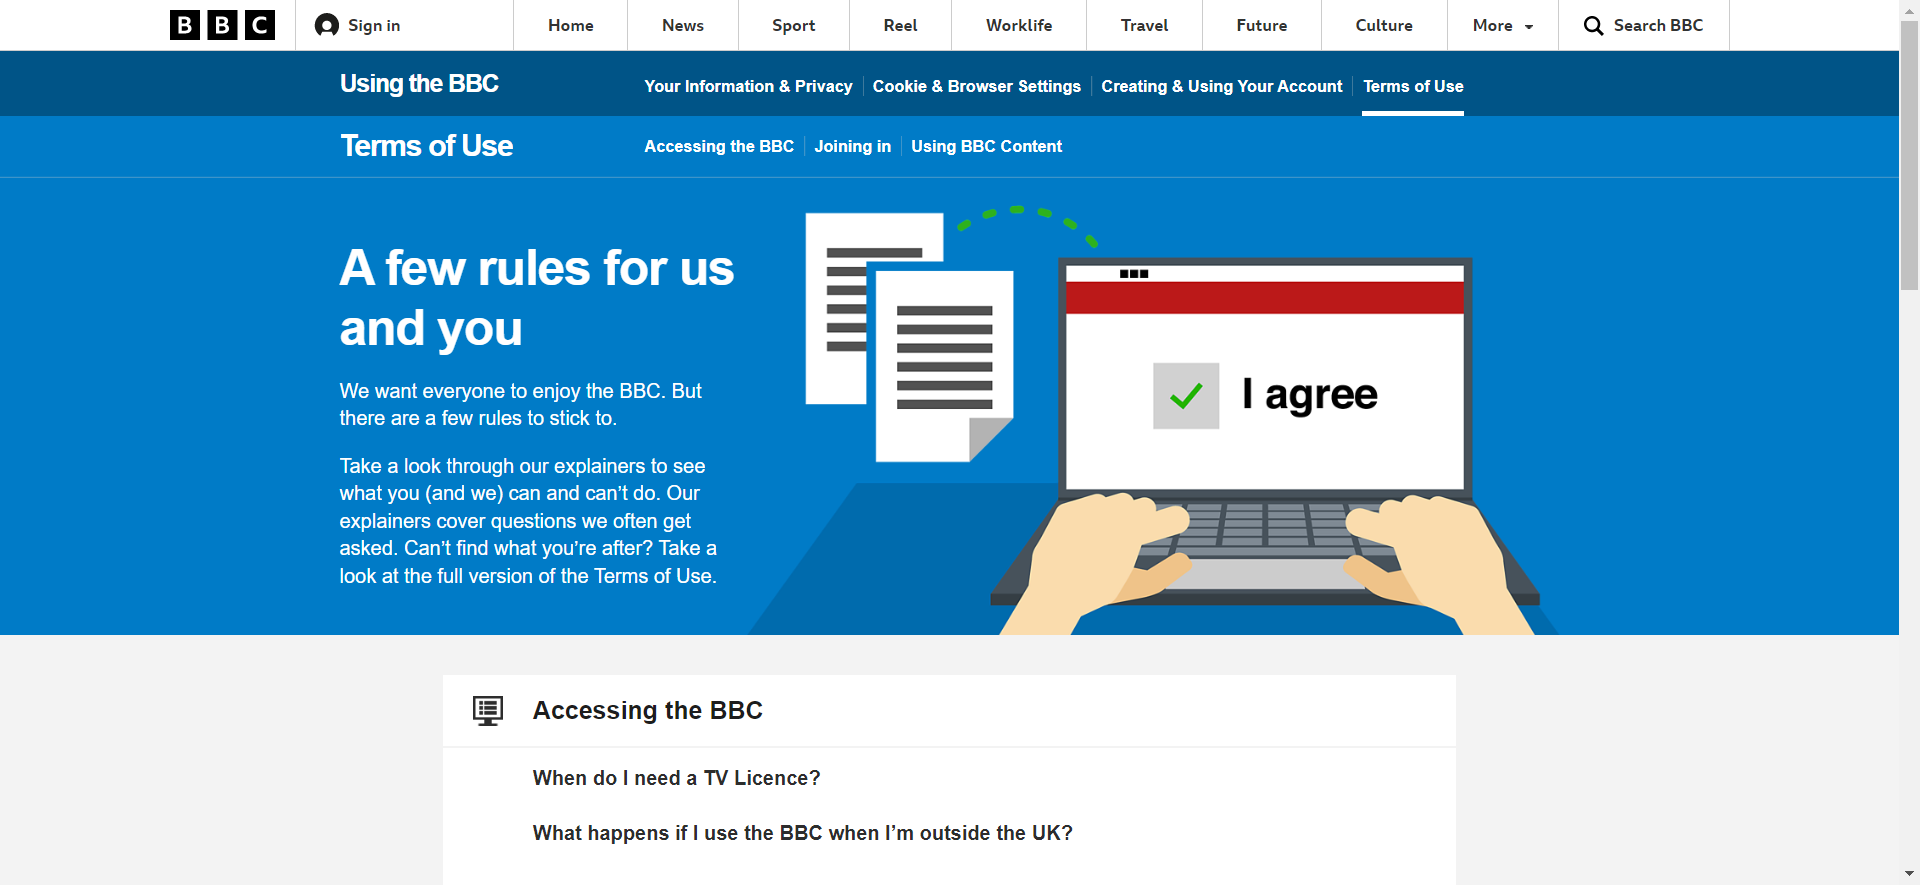 BBC
Sign in
Home
News
Sport
Reel
Worklife
Travel
Future
Culture
More
Search BBC
Using the BBC
Your Information & Privacy
Cookie & Browser Settings
Creating & Using Your Account
Terms of Use
Terms of Use
Accessing the BBC
Joining in
Using BBC Content
A few rules for us
and you
We want everyone to enjoy the BBC. But
there are a few rules to stick to.
Take a look through our explainers to see
what you (and we) can and can’t do. Our
explainers cover questions we often get
asked. Can’t find what you’re after? Take a
look at the full version of the Terms of Use.
I agree
Accessing the BBC
When do I need a TV Licence?
What happens if I use the BBC when I’m outside the UK?